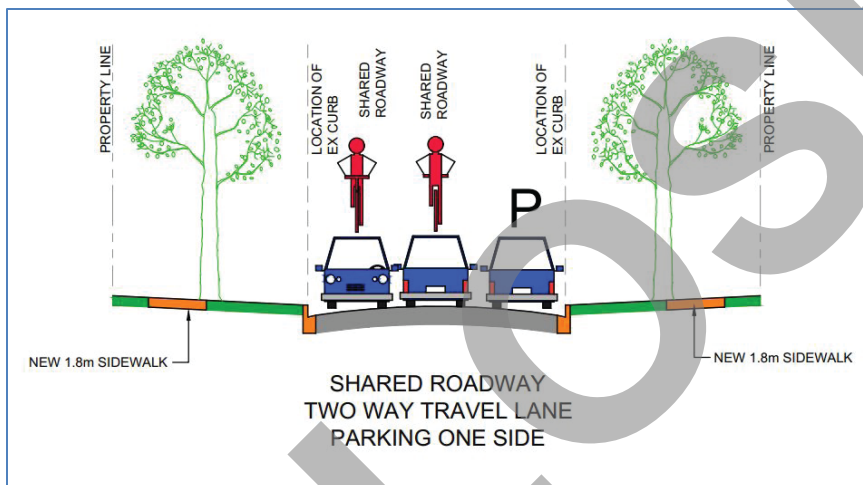 PROPERTY LINE
LOCATION OF
EX CURB
SHARED
ROADWAY
SHARED
ROADWAY
LOCATION OF
EX CURB
PROPERTY LINE
P
NEW 1.8m SIDEWALK
NEW 1.8m SIDEWALK
SHARED ROADWAY
TWO WAY TRAVEL LANE
PARKING ONE SIDE